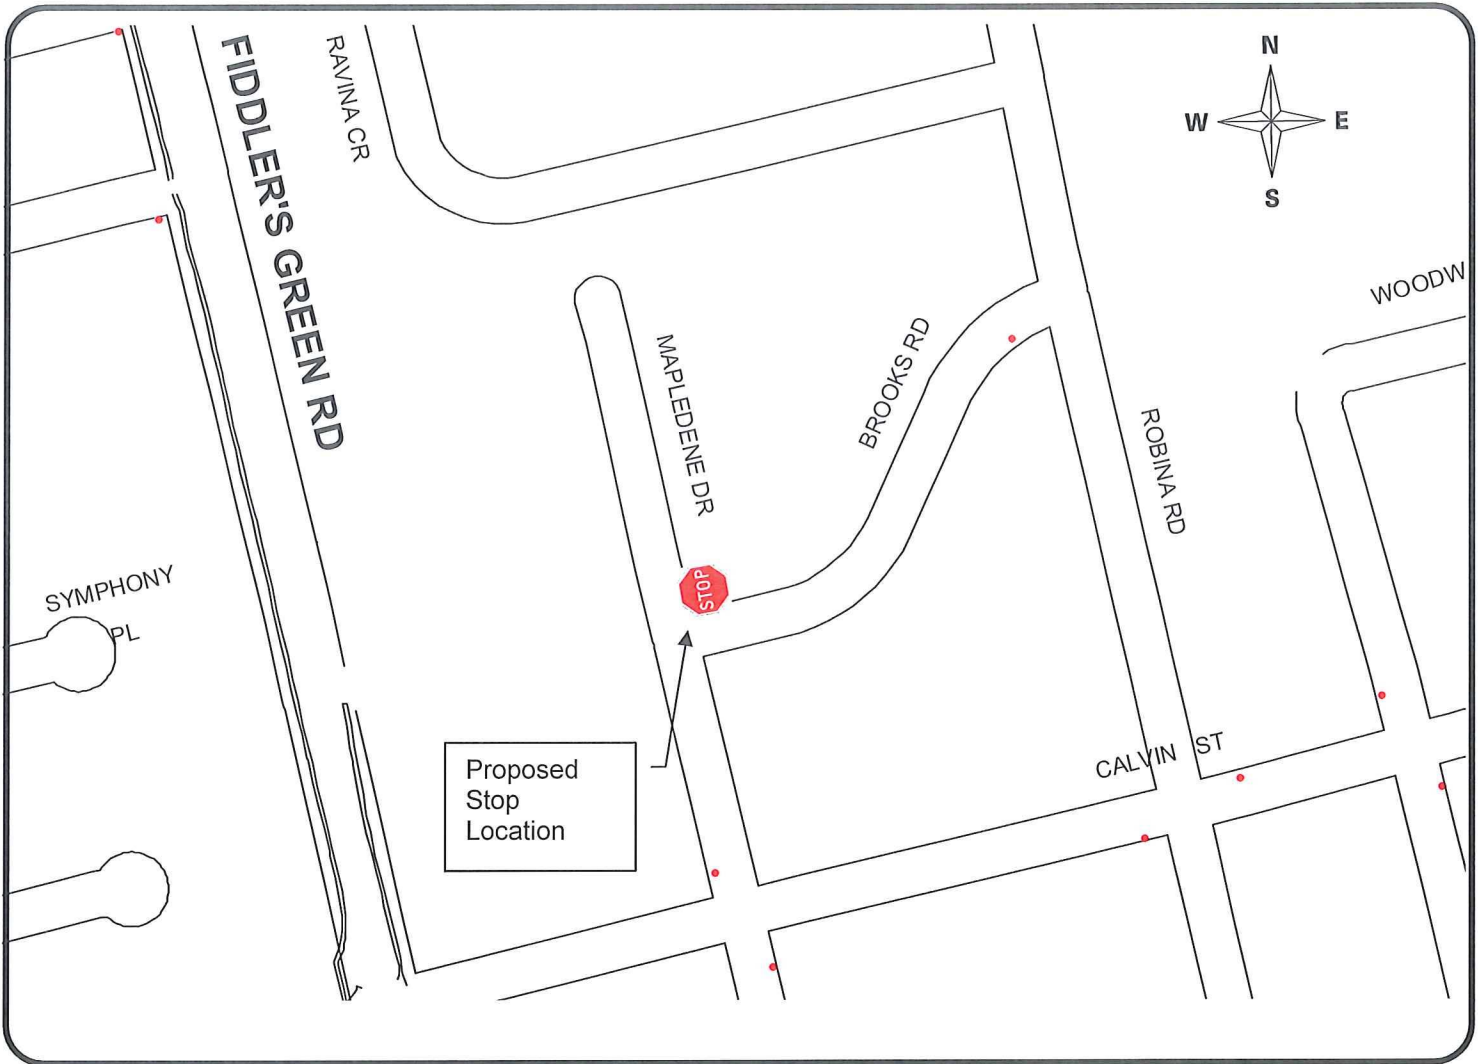 N
W
E
S
FIDDLER'S GREEN RD
RAVINA CR
WOODW
MAPLEDENE DR
BROOKS RD
ROBINA RD
SYMPHONY
PL
STOP
CALVIN ST
Proposed
Stop
Location